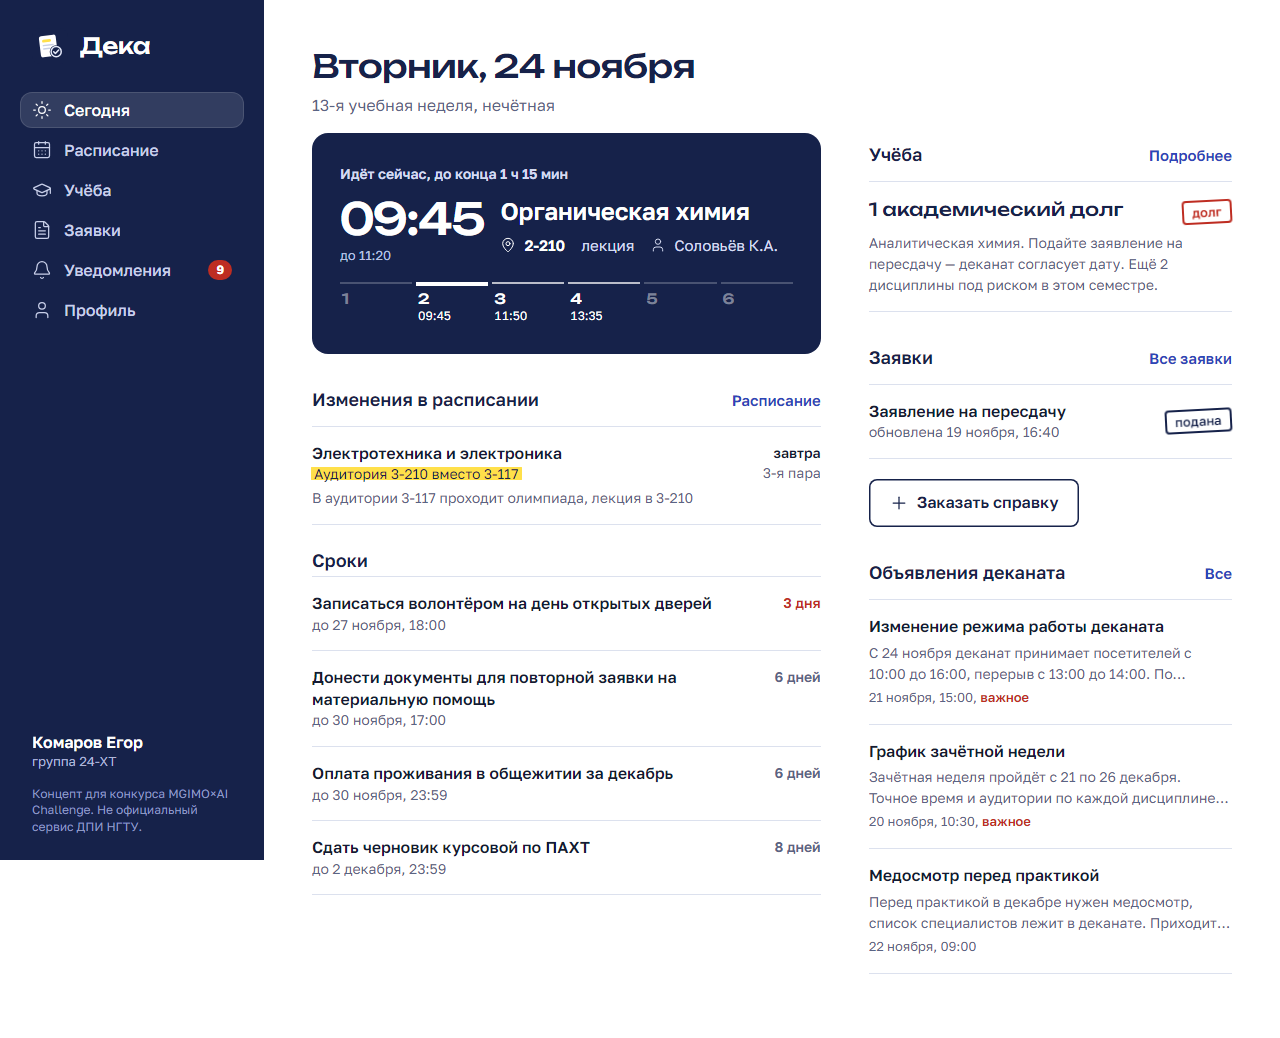 Дека
Сегодня
Расписание
Учёба
Заявки
Уведомления 9
Профиль
Комаров Егор
группа 24-ХТ
Концепт для конкурса MGIMO×AI
Challenge. Не официальный
сервис ДПИ НГТУ.
Вторник, 24 ноября
13-я учебная неделя, нечётная
Идёт сейчас, до конца 1 ч 15 мин
09:45 Органическая химия
до 11:20 2-210 лекция Соловьёв К.А.
1 2 3 4 5 6
09:45 11:50 13:35
Изменения в расписании Расписание
Электротехника и электроника завтра
Аудитория 3-210 вместо 3-117 3-я пара
В аудитории 3-117 проходит олимпиада, лекция в 3-210
Сроки
Записаться волонтёром на день открытых дверей 3 дня
до 27 ноября, 18:00
Донести документы для повторной заявки на 6 дней
материальную помощь
до 30 ноября, 17:00
Оплата проживания в общежитии за декабрь 6 дней
до 30 ноября, 23:59
Сдать черновик курсовой по ПАХТ 8 дней
до 2 декабря, 23:59
Учёба Подробнее
1 академический долг долг
Аналитическая химия. Подайте заявление на
пересдачу — деканат согласует дату. Ещё 2
дисциплины под риском в этом семестре.
Заявки Все заявки
Заявление на пересдачу подана
обновлена 19 ноября, 16:40
Заказать справку
Объявления деканата Все
Изменение режима работы деканата
С 24 ноября деканат принимает посетителей с
10:00 до 16:00, перерыв с 13:00 до 14:00. По…
21 ноября, 15:00, важное
График зачётной недели
Зачётная неделя пройдёт с 21 по 26 декабря.
Точное время и аудитории по каждой дисциплине…
20 ноября, 10:30, важное
Медосмотр перед практикой
Перед практикой в декабре нужен медосмотр,
список специалистов лежит в деканате. Приходит…
22 ноября, 09:00